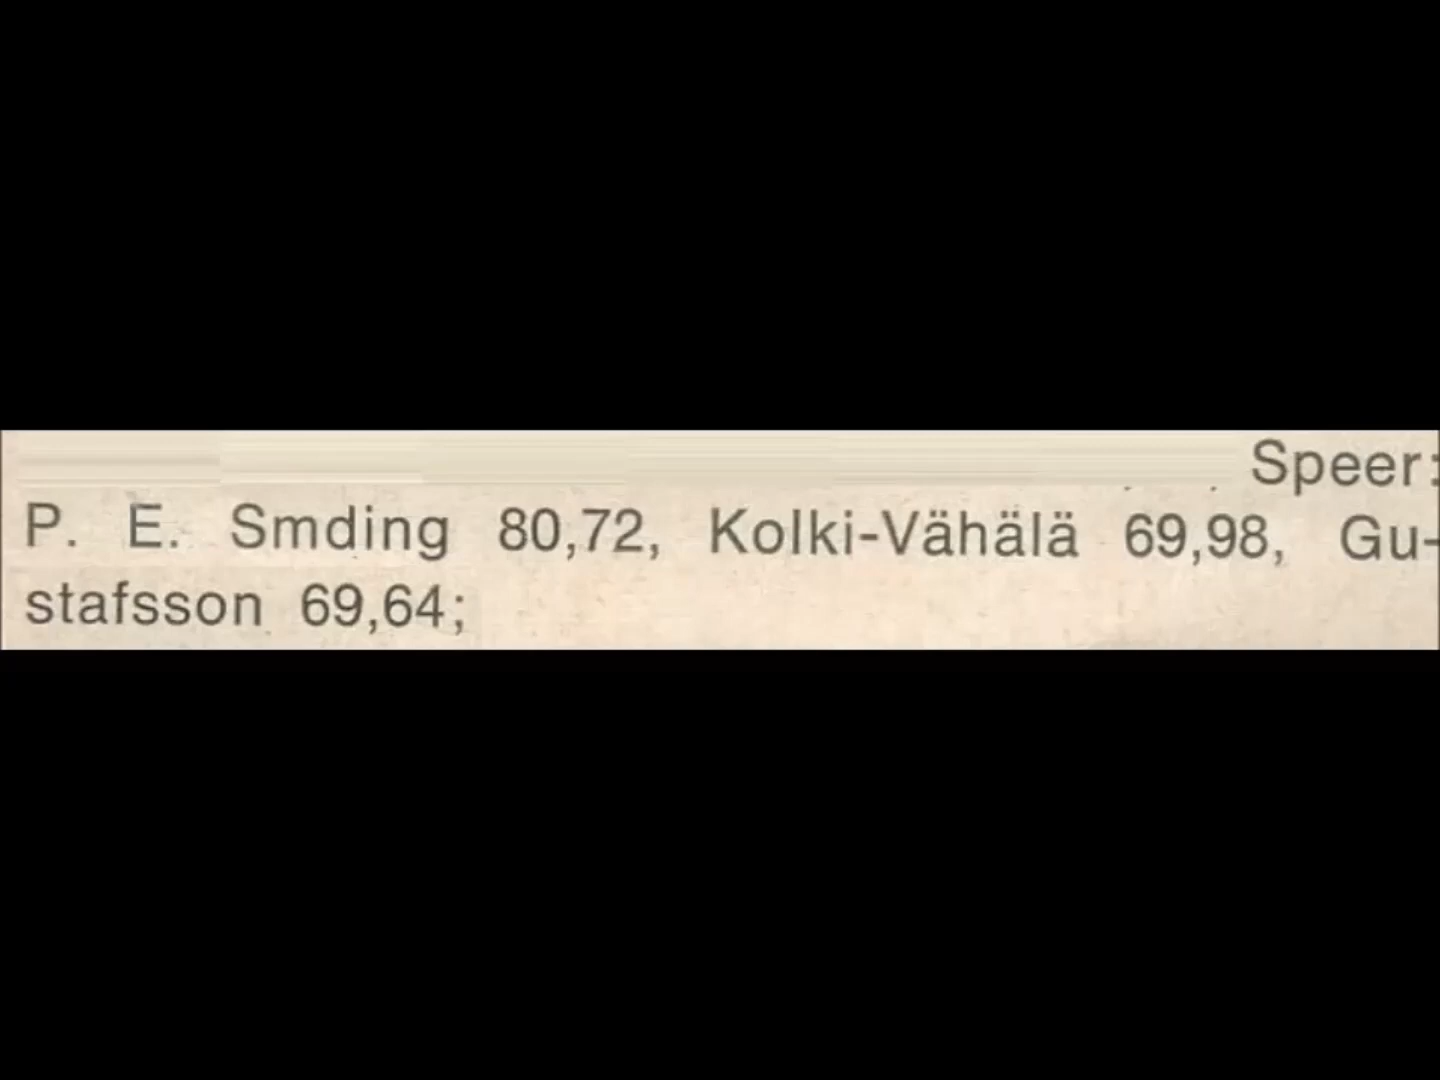 Speer:
P. E. Smding 80,72, Kolki-Vähälä 69,98, Gu-
stafsson 69,64;